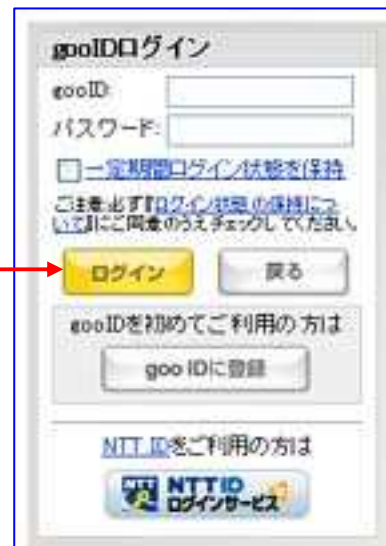 gooIDログイン
gooID:
パスワード:
一定期間ログイン状態を保持
ご注意:必ず『ログイン状態の保持につ
いて』にご同意のうえチェックしてください。
ログイン 戻る
gooIDを初めてご利用の方は
goo IDに登録
NTT IDをご利用の方は
NTT NTTID
ログインサービス